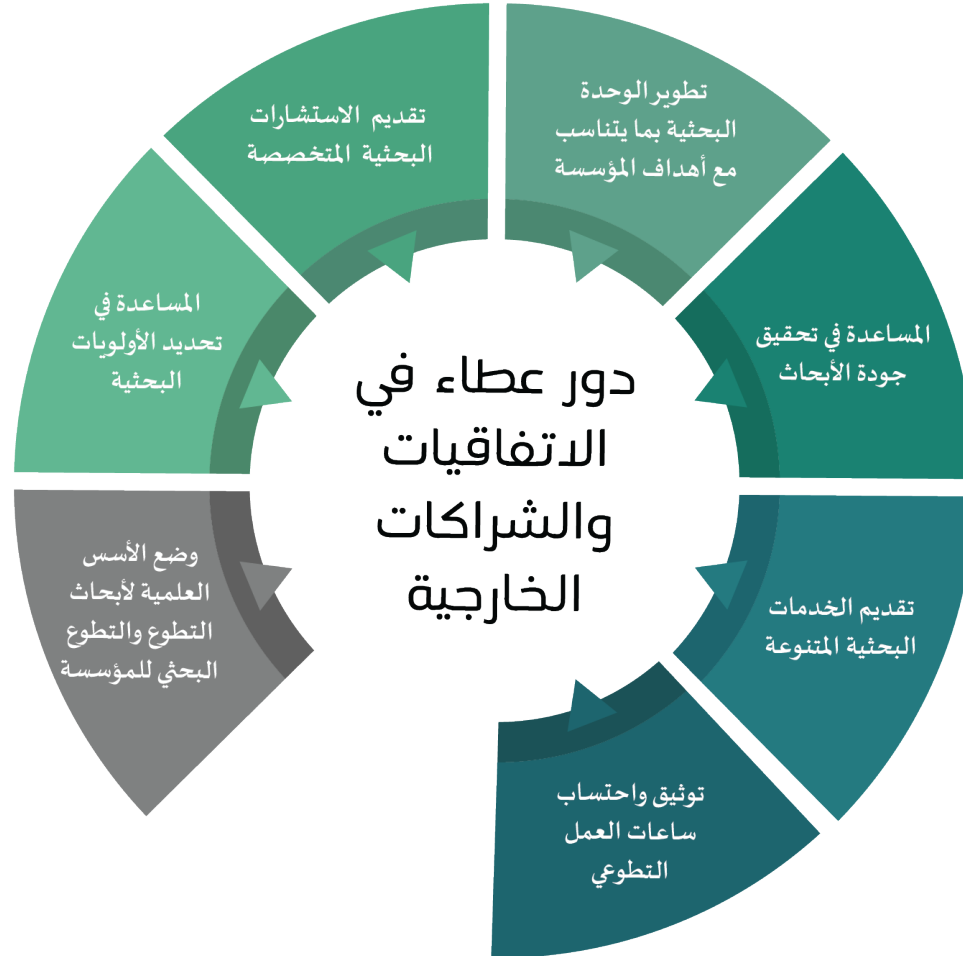 دور عطاء في
الاتفاقيات
والشراكات
الخارجية
وضع الأسس
العلمية لأبحاث
التطوع والتطوع
البحثي للمؤسسة
المساعدة في
تحديد الأولويات
البحثية
تقديم الاستشارات
البحثية المتخصصة
تطوير الوحدة
البحثية بما يتناسب
مع أهداف المؤسسة
المساعدة في تحقيق
جودة الأبحاث
تقديم الخدمات
البحثية المتنوعة
توثيق واحتساب
ساعات العمل
التطوعي